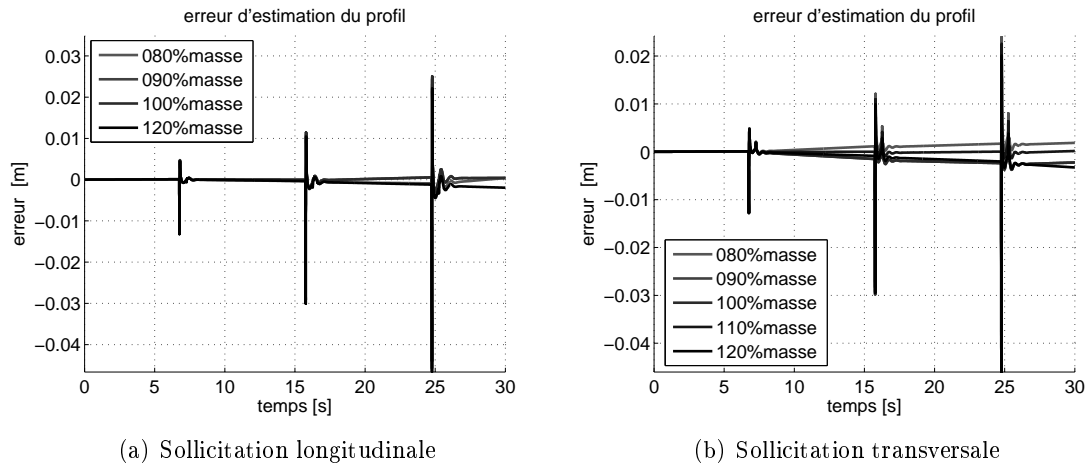 erreur d'estimation du profil
0.03
0.02
0.01
0
−0.01
−0.02
−0.03
−0.04
erreur [m]
080%masse
090%masse
100%masse
120%masse
0 5 10 15 20 25 30
temps [s]
(a) Sollicitation longitudinale
erreur d'estimation du profil
0.02
0.01
0
−0.01
−0.02
−0.03
−0.04
erreur [m]
080%masse
090%masse
100%masse
110%masse
120%masse
0 5 10 15 20 25 30
temps [s]
(b) Sollicitation transversale